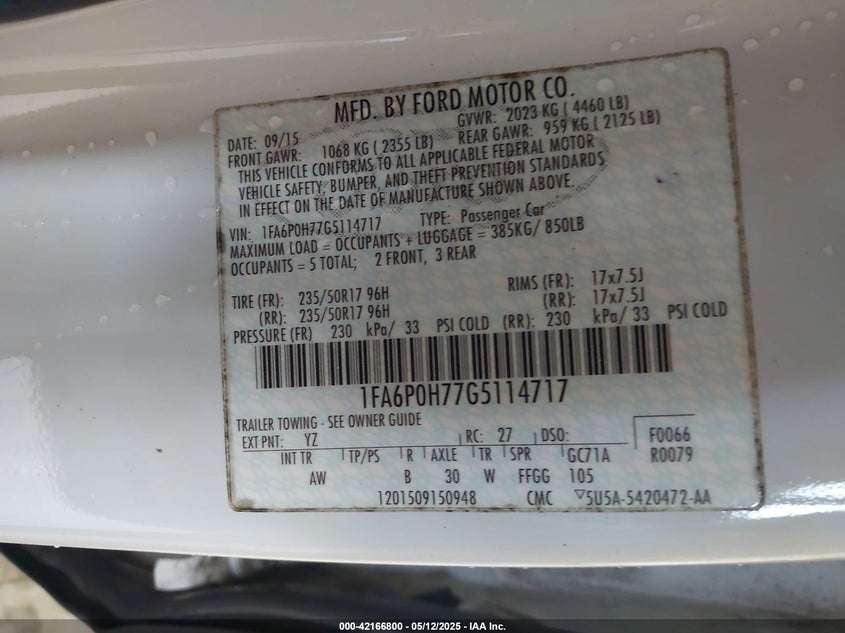 MFD. BY FORD MOTOR CO.
DATE: 09/15 GVWR: 2023 KG ( 4460 LB)
FRONT GAWR: 1068 KG ( 2355 LB) REAR GAWR: 959 KG ( 2125 LB)
THIS VEHICLE CONFORMS TO ALL APPLICABLE FEDERAL MOTOR
VEHICLE SAFETY, BUMPER, AND THEFT PREVENTION STANDARDS
IN EFFECT ON THE DATE OF MANUFACTURE SHOWN ABOVE.
VIN: 1FA6P0H77G5114717 TYPE: Passenger Car
MAXIMUM LOAD = OCCUPANTS + LUGGAGE = 385KG/ 850LB
OCCUPANTS = 5 TOTAL; 2 FRONT, 3 REAR
TIRE (FR): 235/50R17 96H RIMS (FR): 17x7.5J
(RR): 235/50R17 96H (RR): 17x7.5J
PRESSURE (FR) 230 kPa/ 33 PSI COLD (RR): 230 kPa/ 33 PSI COLD
1FA6P0H77G5114717
TRAILER TOWING - SEE OWNER GUIDE
EXT PNT: YZ RC: 27 DSO: F0066
INT TR TP/PS R AXLE TR SPR GC71A R0079
AW B 30 W FFGG 105
1201509150948 CMC ▽5U5A-5420472-AA
000-42166800 - 05/12/2025 - IAA Inc.